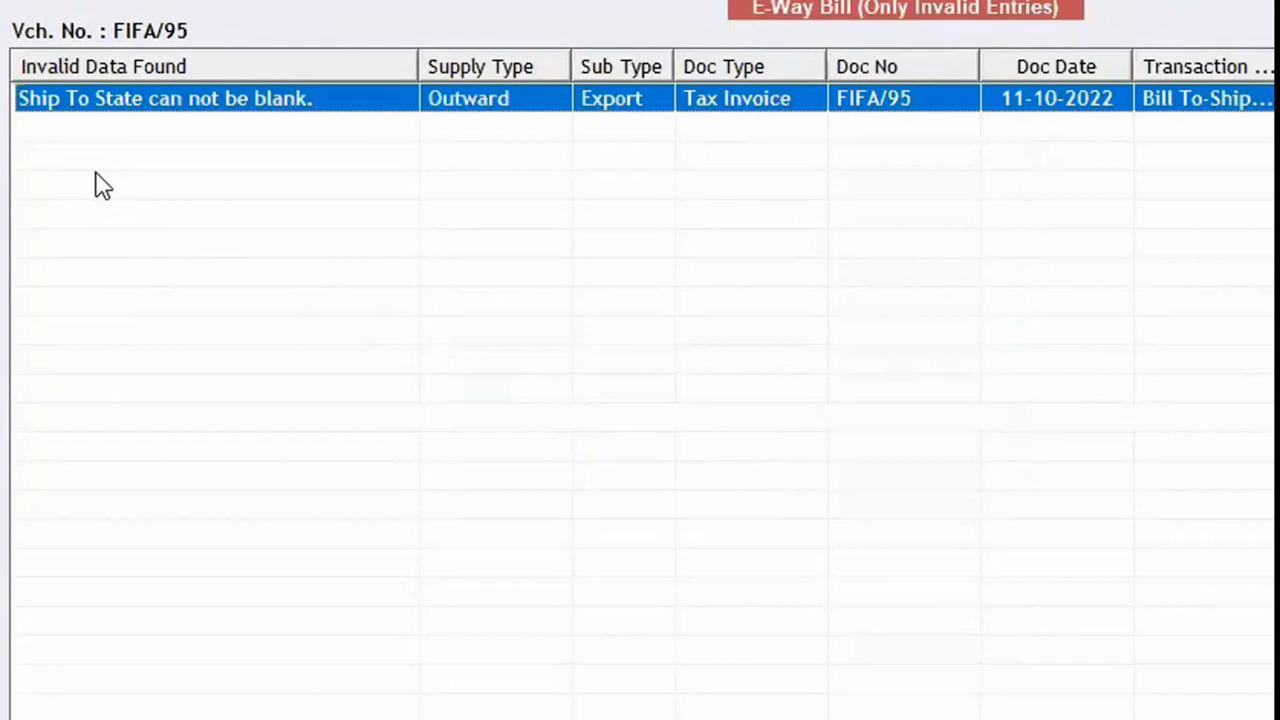 E-Way Bill (Only Invalid Entries)
Vch. No. : FIFA/95
Invalid Data Found Supply Type Sub Type Doc Type Doc No Doc Date Transaction ...
Ship To State can not be blank. Outward Export Tax Invoice FIFA/95 11-10-2022 Bill To-Ship...